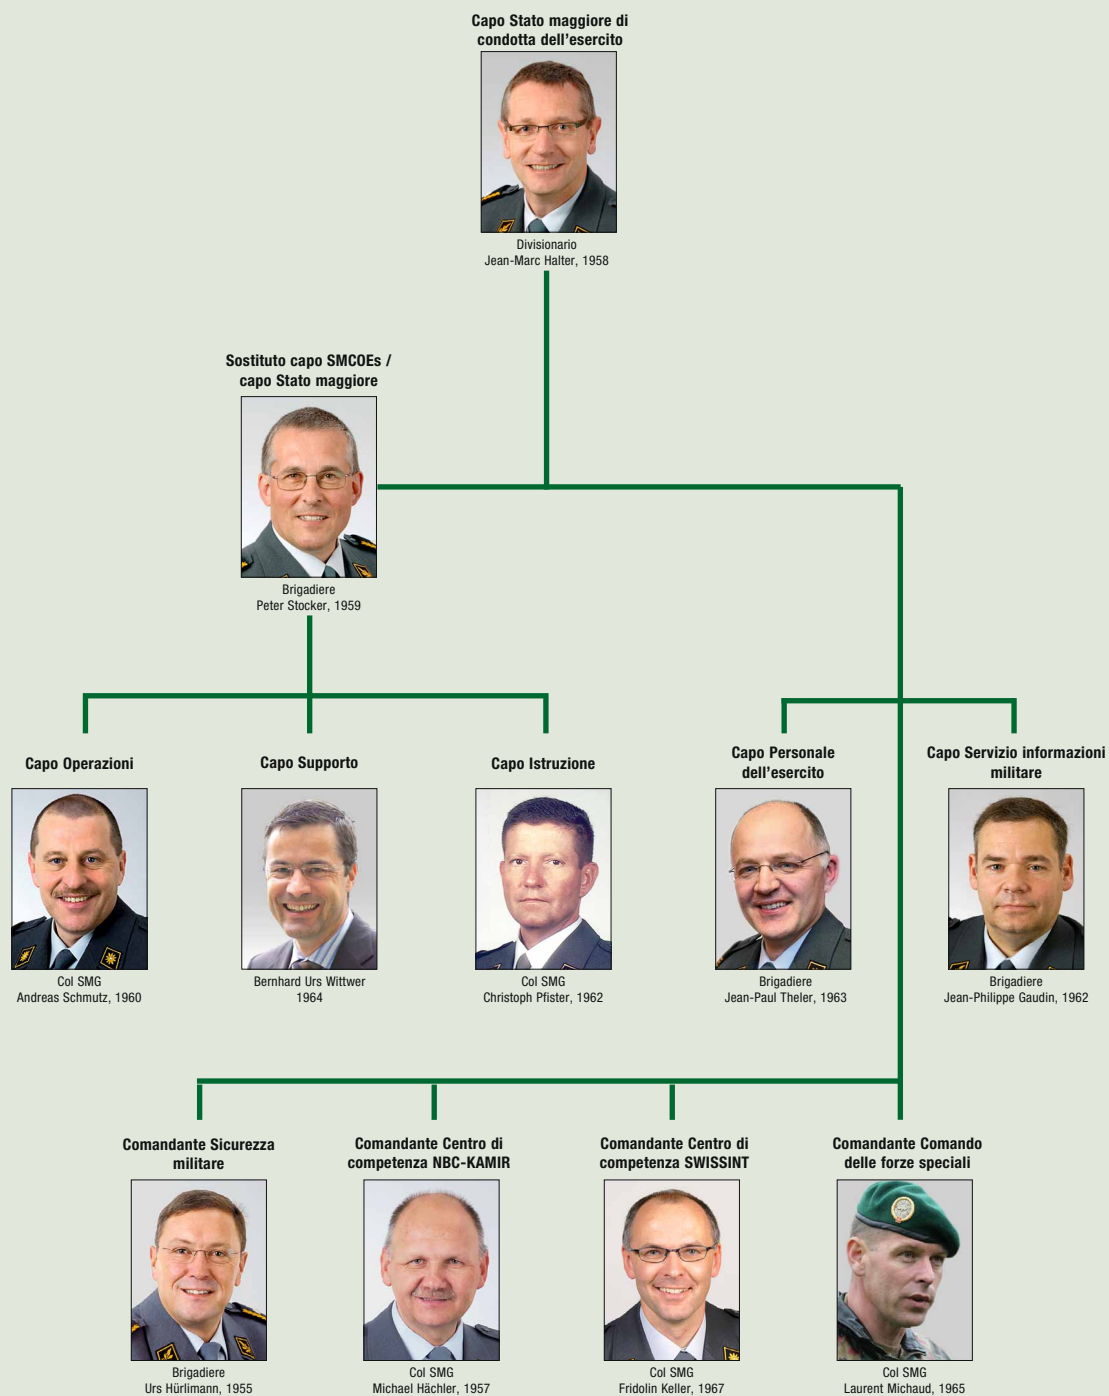 Capo Stato maggiore di
condotta dell'esercito
Divisionario
Jean-Marc Halter, 1958
Sostituto capo SMCOEs /
capo Stato maggiore
Brigadiere
Peter Stocker, 1959
Capo Operazioni
Col SMG
Andreas Schmutz, 1960
Capo Supporto
Bernhard Urs Wittwer
1964
Capo Istruzione
Col SMG
Christoph Pfister, 1962
Capo Personale
dell'esercito
Brigadiere
Jean-Paul Theler, 1963
Capo Servizio informazioni
militare
Brigadiere
Jean-Philippe Gaudin, 1962
Comandante Sicurezza
militare
Brigadiere
Urs Hürlimann, 1955
Comandante Centro di
competenza NBC-KAMIR
Col SMG
Michael Hächler, 1957
Comandante Centro di
competenza SWISSINT
Col SMG
Fridolin Keller, 1967
Comandante Comando
delle forze speciali
Col SMG
Laurent Michaud, 1965